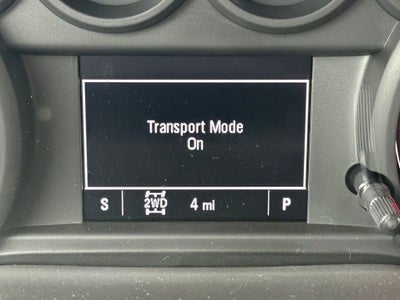 Transport Mode
On
S 2WD 4 mi P